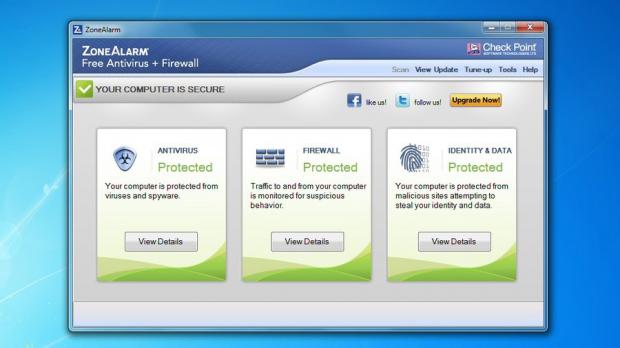 ZoneAlarm
ZONEALARM
Free Antivirus + Firewall
Check Point
SOFTWARE TECHNOLOGIES LTD.
Scan View Update Tune-up Tools Help
YOUR COMPUTER IS SECURE
like us! follow us! Upgrade Now!
ANTIVIRUS
Protected
Your computer is protected from
viruses and spyware.
View Details
FIREWALL
Protected
Traffic to and from your computer
is monitored for suspicious
behavior.
View Details
IDENTITY & DATA
Protected
Your computer is protected from
malicious sites attempting to
steal your identity and data.
View Details